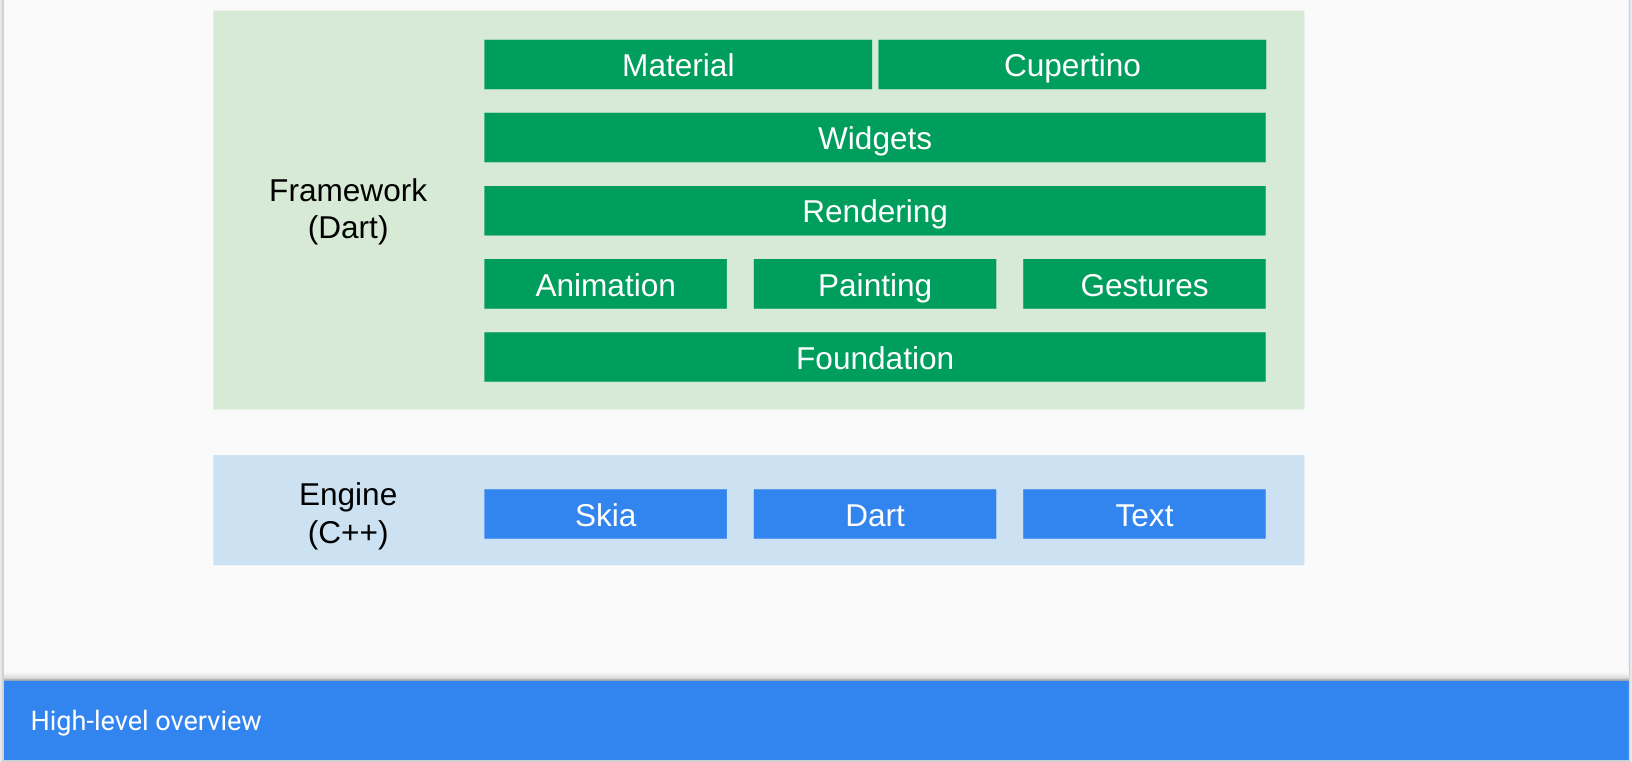 Material
Cupertino
Widgets
Framework
(Dart)
Rendering
Animation
Painting
Gestures
Foundation
Engine
(C++)
Skia
Dart
Text
High-level overview